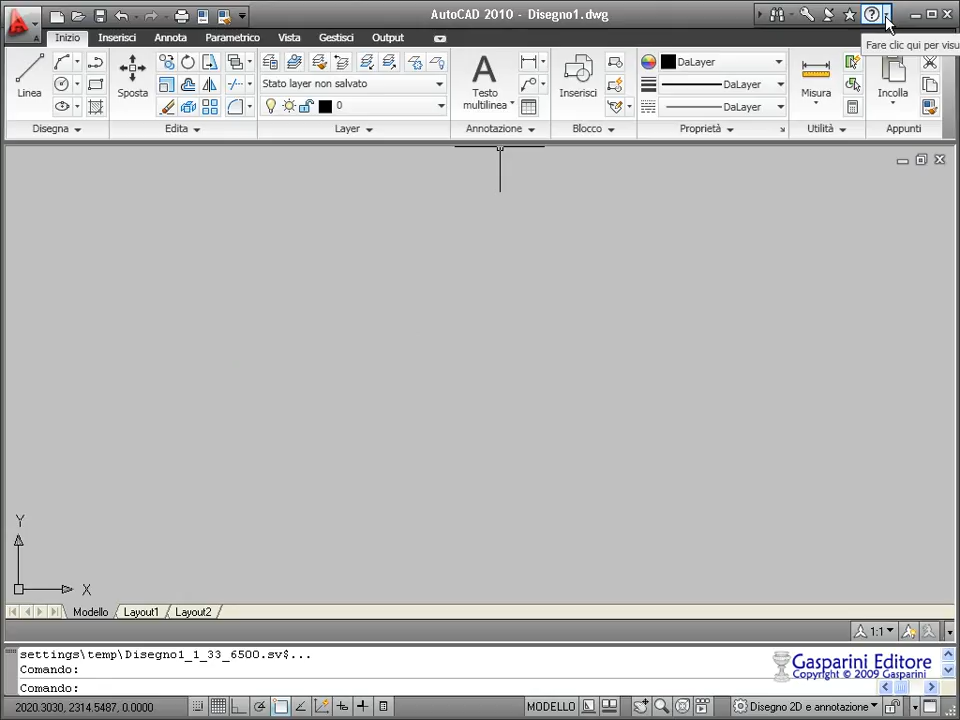 AutoCAD 2010 - Disegno1.dwg
Inizio Inserisci Annota Parametrico Vista Gestisci Output
Fare clic qui per visu
Linea
Sposta
Stato layer non salvato
0
A
Testo
multilinea
Inserisci
DaLayer
DaLayer
DaLayer
Misura
Incolla
Disegna Edita Layer Annotazione Blocco Proprietà Utilità Appunti
Y
X
Modello Layout1 Layout2
1:1
settings\temp\Disegno1_1_33_6500.sv$...
Comando:
Comando:
Gasparini Editore
Copyright © 2009 Gasparini
2020.3030, 2314.5487, 0.0000 MODELLO Disegno 2D e annotazione